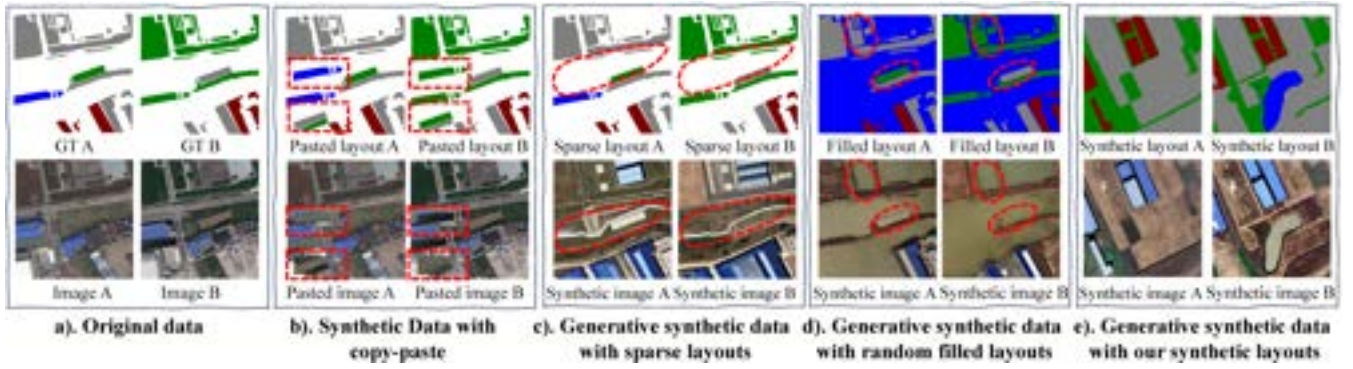 GT A GT B Pasted layout A Pasted layout B Sparse layout A Sparse layout B Filled layout A Filled layout B Synthetic layout A Synthetic layout B
Image A Image B Pasted image A Pasted image B Synthetic image A Synthetic image B Synthetic image A Synthetic image B Synthetic image A Synthetic image B
a). Original data
b). Synthetic Data with
copy-paste
c). Generative synthetic data
with sparse layouts
d). Generative synthetic data
with random filled layouts
e). Generative synthetic data
with our synthetic layouts